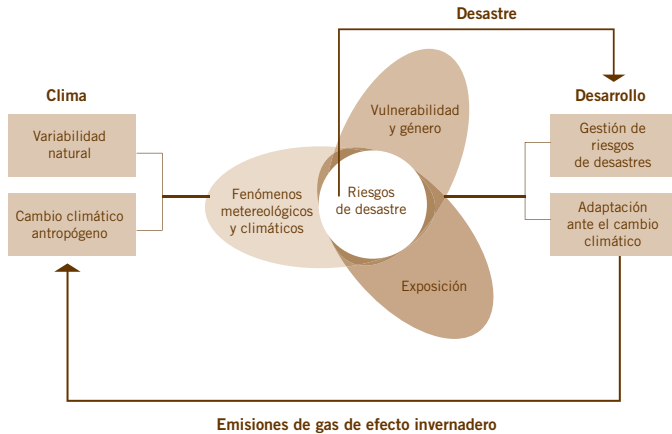 Desastre
Clima
Desarrollo
Variabilidad
natural
Cambio climático
antropógeno
Fenómenos
metereológicos
y climáticos
Vulnerabilidad
y género
Riesgos
de desastre
Exposición
Gestión de
riesgos
de desastres
Adaptación
ante el cambio
climático
Emisiones de gas de efecto invernadero